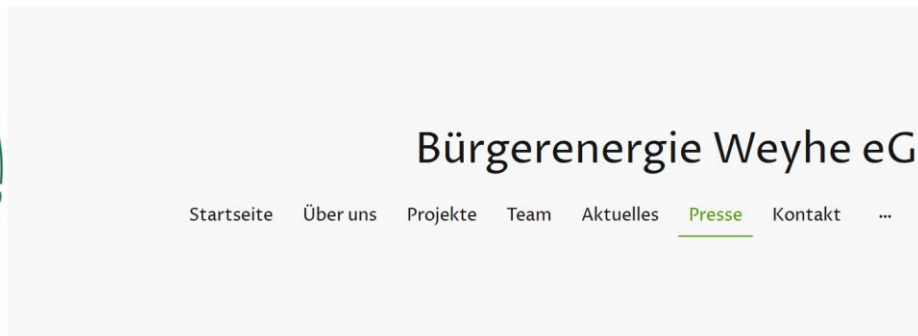 Bürgerenergie Weyhe eG
Startseite Über uns Projekte Team Aktuelles Presse Kontakt ...